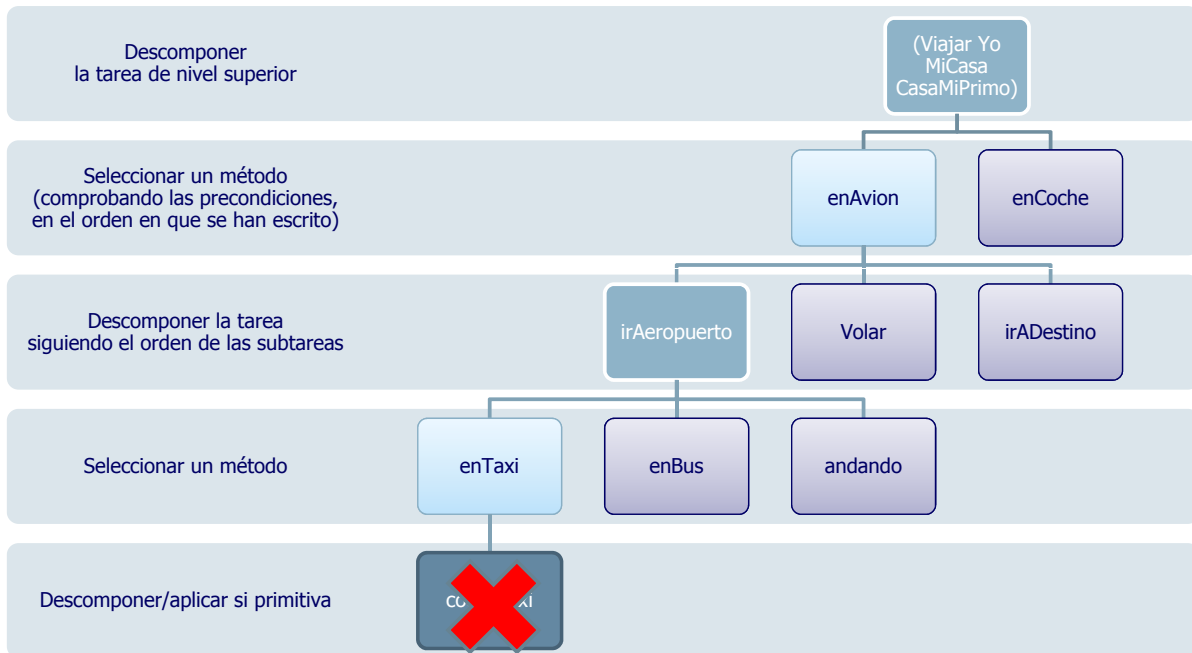 Descomponer
la tarea de nivel superior
(Viajar Yo
MiCasa
CasaMiPrimo)
Seleccionar un método
(comprobando las precondiciones,
en el orden en que se han escrito)
enAvion
enCoche
Descomponer la tarea
siguiendo el orden de las subtareas
irAeropuerto
Volar
irADestino
Seleccionar un método
enTaxi
enBus
andando
Descomponer/aplicar si primitiva